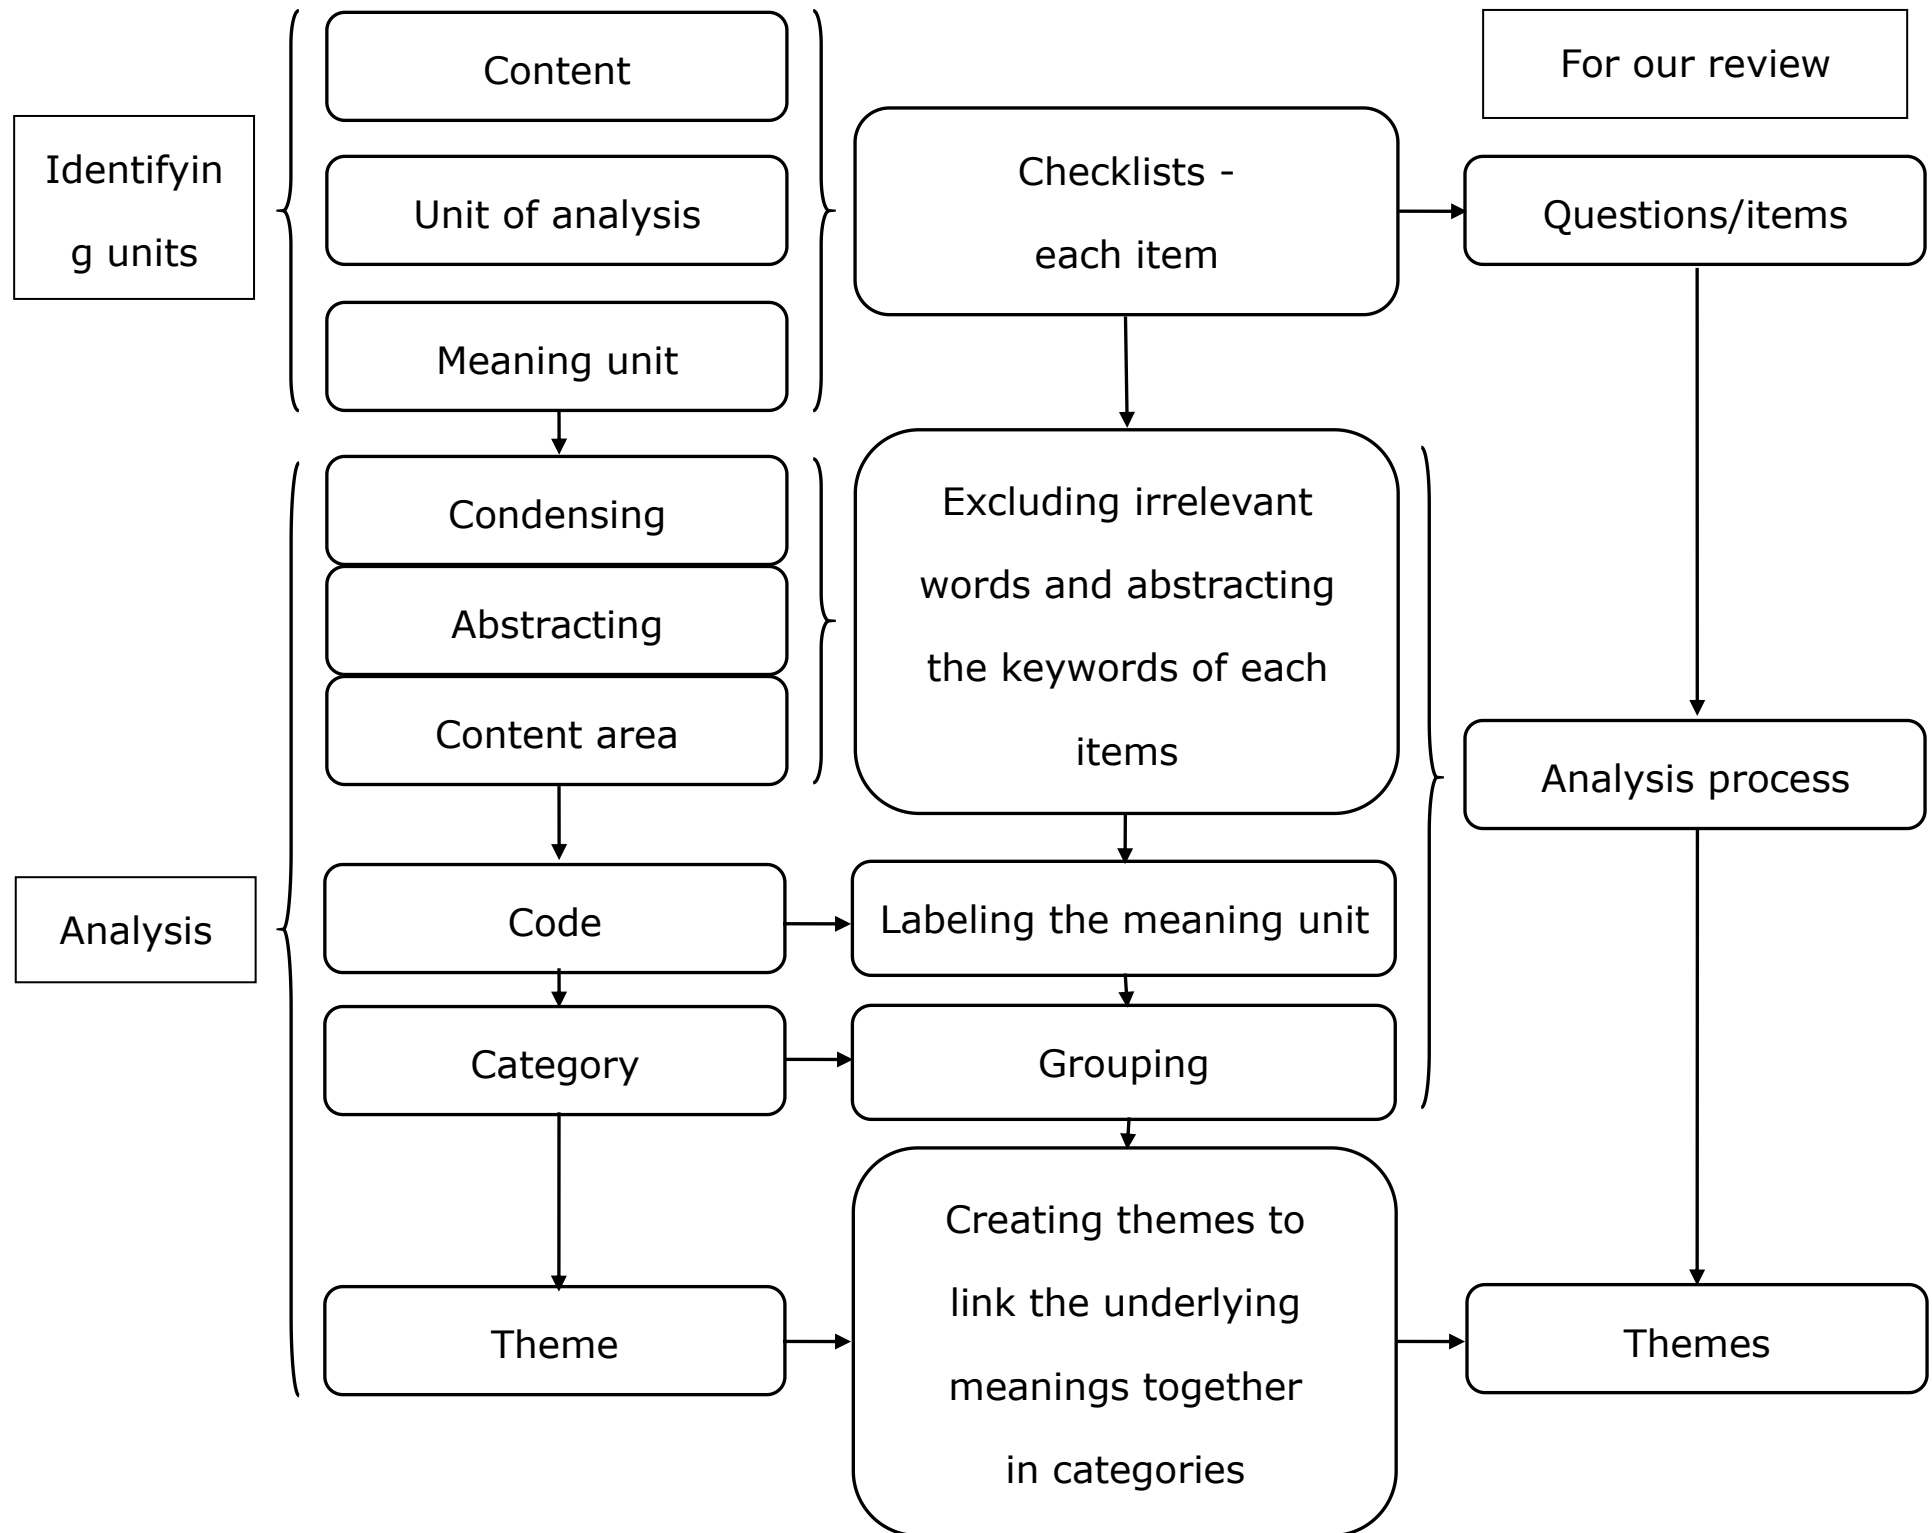 Identifyin
g units
Content
Unit of analysis
Meaning unit
Checklists -
each item
For our review
Questions/items
Analysis
Condensing
Abstracting
Content area
Excluding irrelevant
words and abstracting
the keywords of each
items
Analysis process
Code
Labeling the meaning unit
Category
Grouping
Theme
Creating themes to
link the underlying
meanings together
in categories
Themes